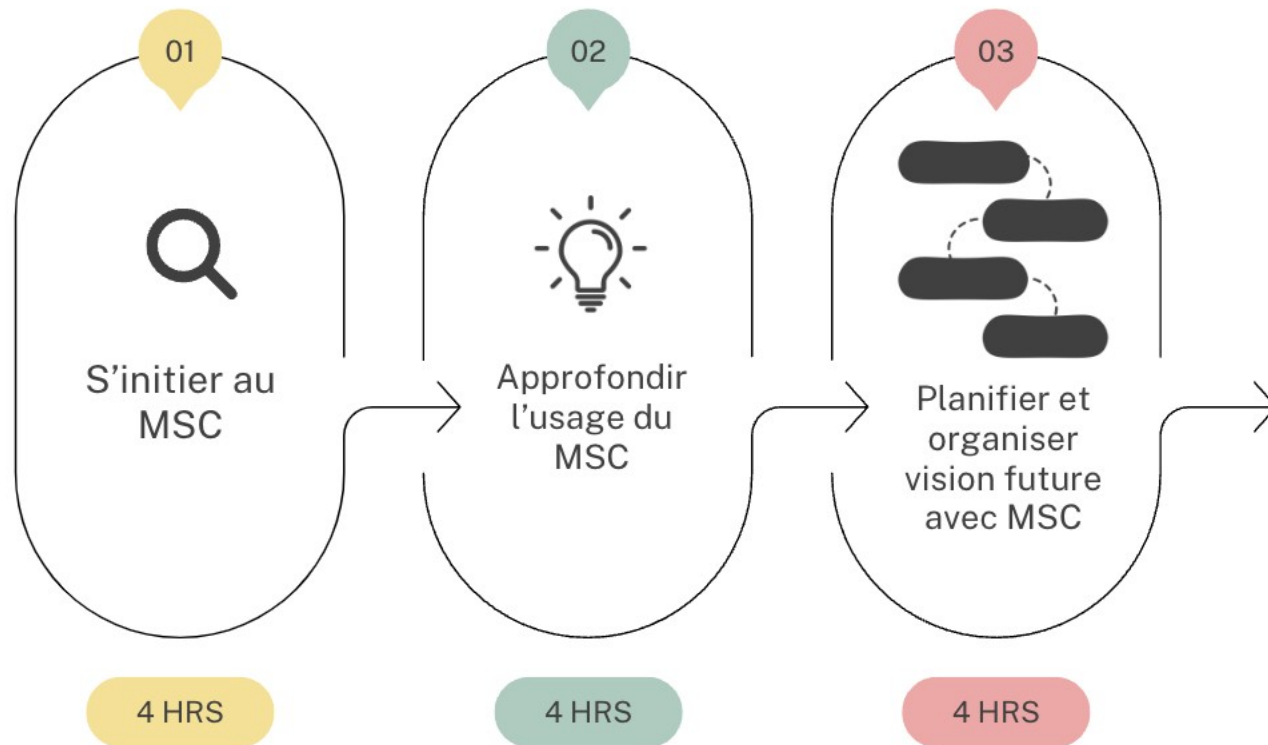 01
S'initier au
MSC
4 HRS
02
Approfondir
l'usage du
MSC
4 HRS
03
Planifier et
organiser
vision future
avec MSC
4 HRS